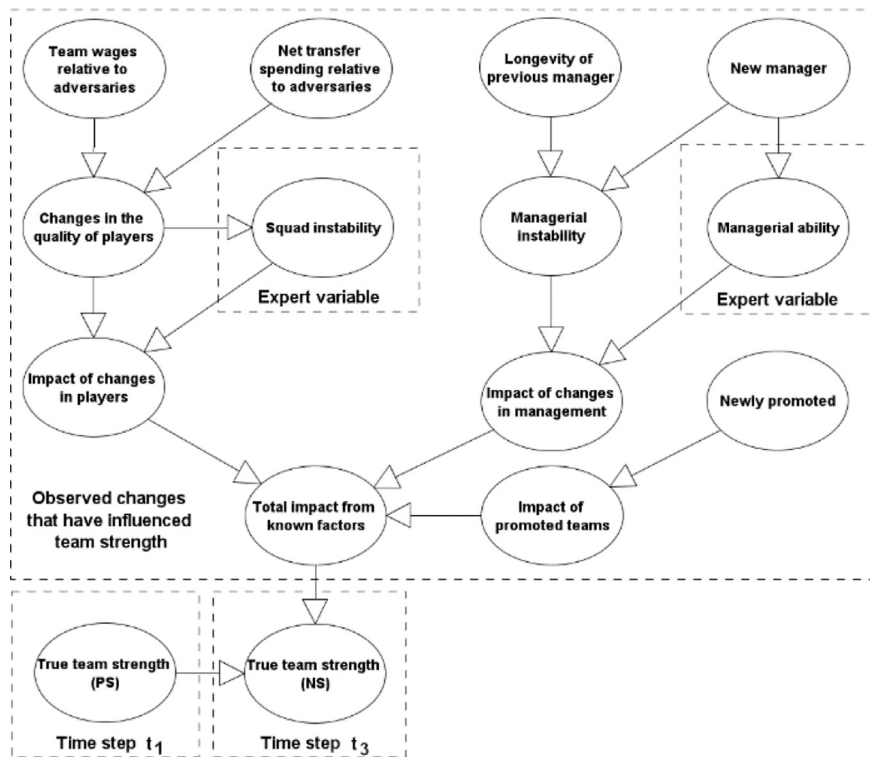 Team wages
relative to
adversaries
Net transfer
spending relative
to adversaries
Longevity of
previous manager
New manager
Changes in the
quality of players
Squad instability
Expert variable
Managerial
instability
Managerial ability
Expert variable
Impact of changes
in players
Impact of changes
in management
Newly promoted
Observed changes
that have influenced
team strength
Total impact from
known factors
Impact of
promoted teams
True team strength
(PS)
Time step t1
True team strength
(NS)
Time step t3